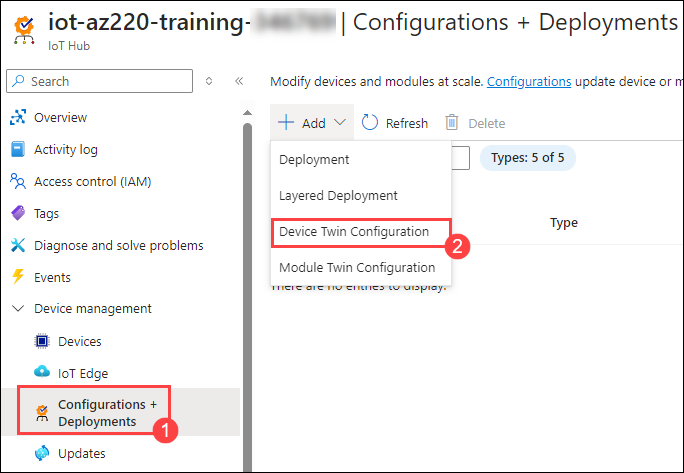 iot-az220-training- | Configurations + Deployments
IoT Hub
Search
Overview
Activity log
Access control (IAM)
Tags
Diagnose and solve problems
Events
Device management
Devices
IoT Edge
Configurations +
Deployments
1
Updates
Modify devices and modules at scale. Configurations update device or m
Add
Refresh
Delete
Types: 5 of 5
Deployment
Layered Deployment
Device Twin Configuration
2
Module Twin Configuration
Type
There are no entries to display.